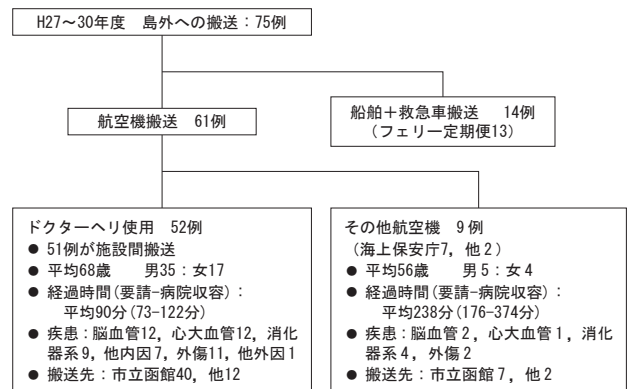 H27～30年度　島外への搬送：75例
航空機搬送　61例
船舶＋救急車搬送　14例
（フェリー定期便13）
ドクターヘリ使用　52例
● 51例が施設間搬送
● 平均68歳　　男35：女17
● 経過時間(要請-病院収容)：
平均90分(73-122分)
● 疾患：脳血管12，心大血管12，消化
器系9，他内因7，外傷11，他外因1
● 搬送先：市立函館40，他12
その他航空機　9例
(海上保安庁7，他2)
● 平均56歳　　男5：女4
● 経過時間(要請-病院収容)：
平均238分(176-374分)
● 疾患：脳血管2，心大血管1，消化
器系4，外傷2
● 搬送先：市立函館7，他2